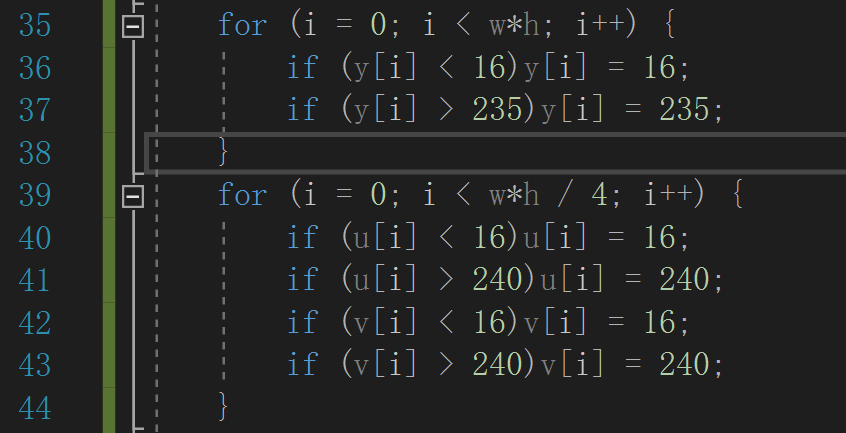 35 for (i = 0; i < w*h; i++) {
36 if (y[i] < 16)y[i] = 16;
37 if (y[i] > 235)y[i] = 235;
38 }
39 for (i = 0; i < w*h / 4; i++) {
40 if (u[i] < 16)u[i] = 16;
41 if (u[i] > 240)u[i] = 240;
42 if (v[i] < 16)v[i] = 16;
43 if (v[i] > 240)v[i] = 240;
44 }